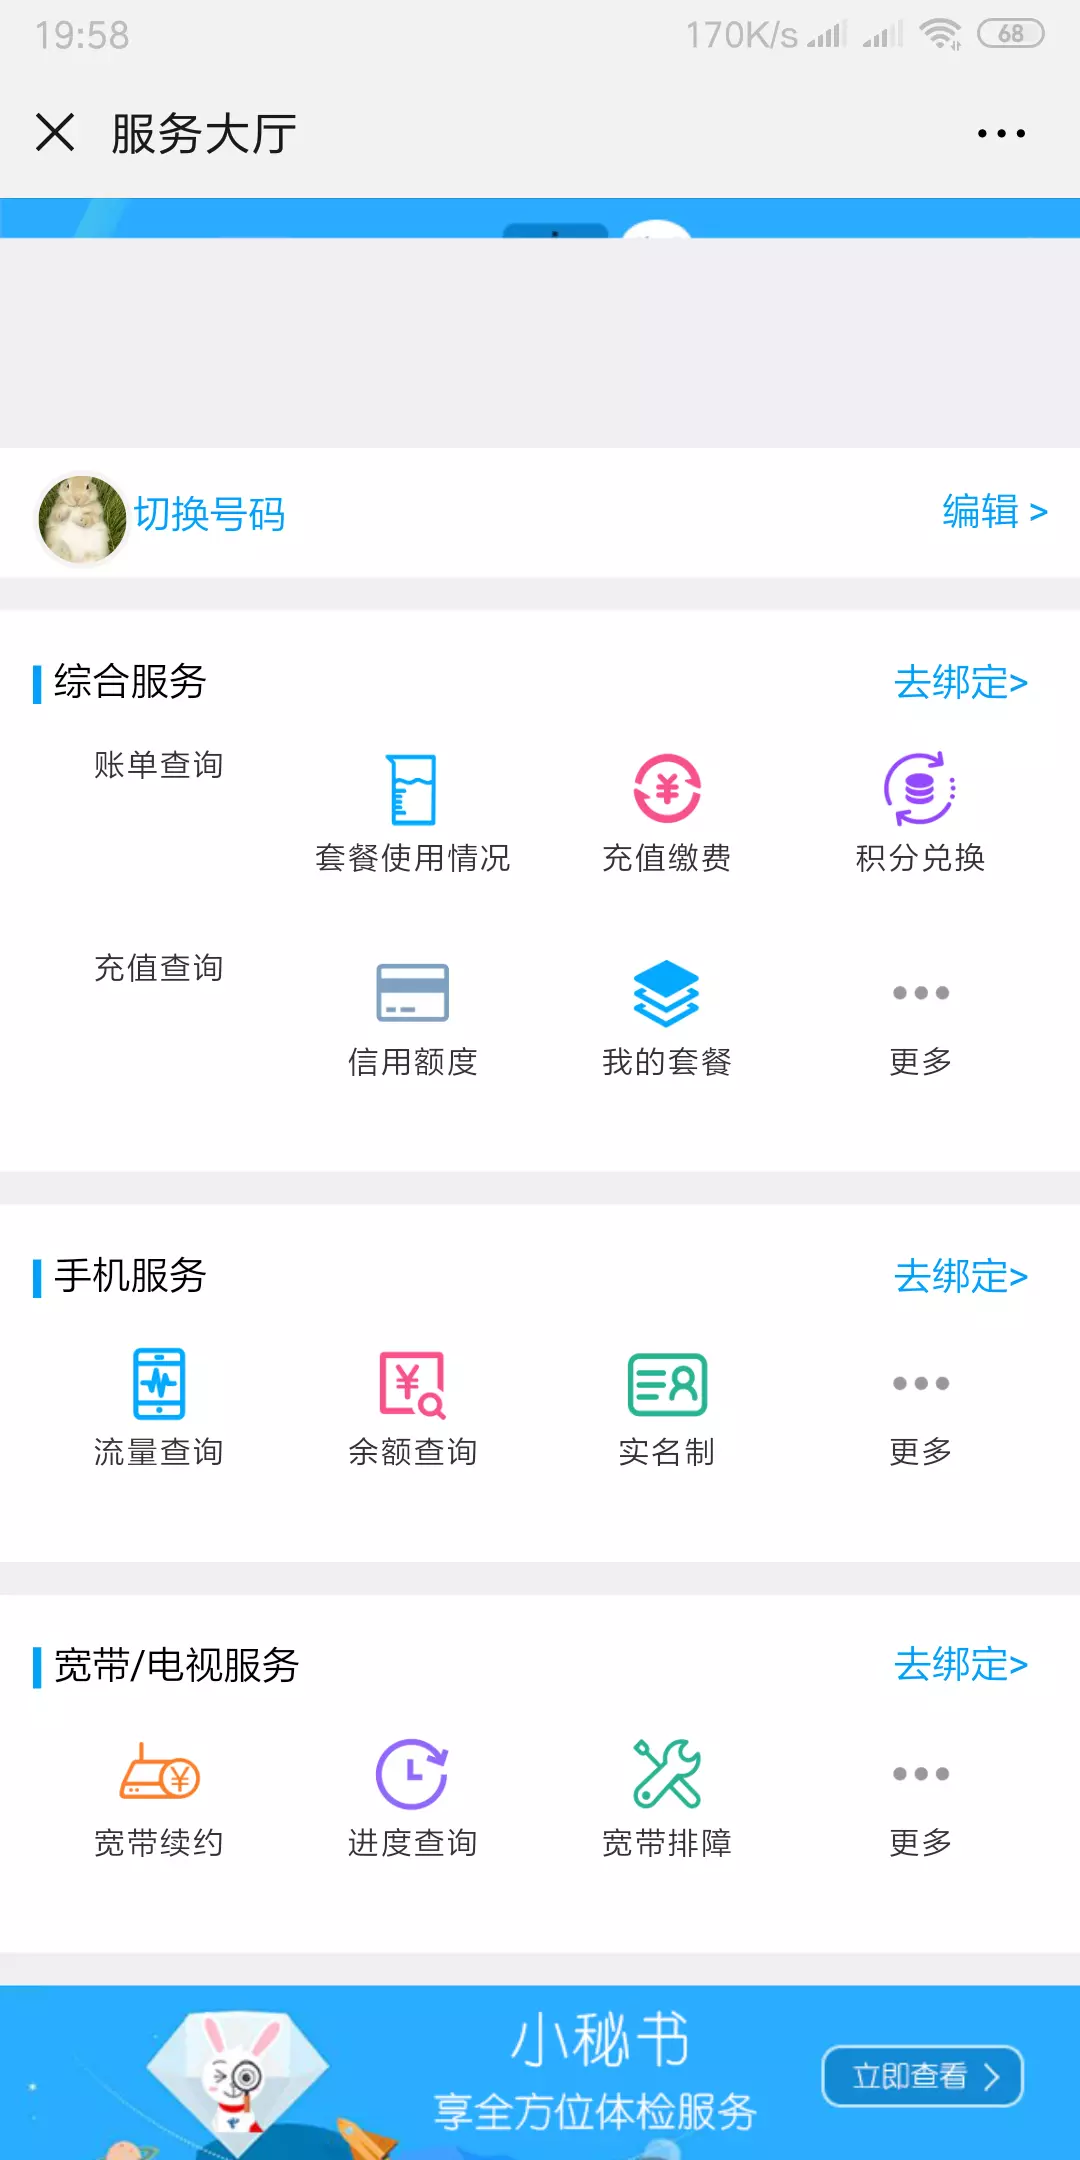 19:58 170K/s 68
服务大厅
切换号码 编辑 >
综合服务 去绑定>
账单查询
套餐使用情况 充值缴费 积分兑换
充值查询
信用额度 我的套餐 更多
手机服务 去绑定>
流量查询 余额查询 实名制 更多
宽带/电视服务 去绑定>
宽带续约 进度查询 宽带排障 更多
小秘书
享全方位体检服务
立即查看 >